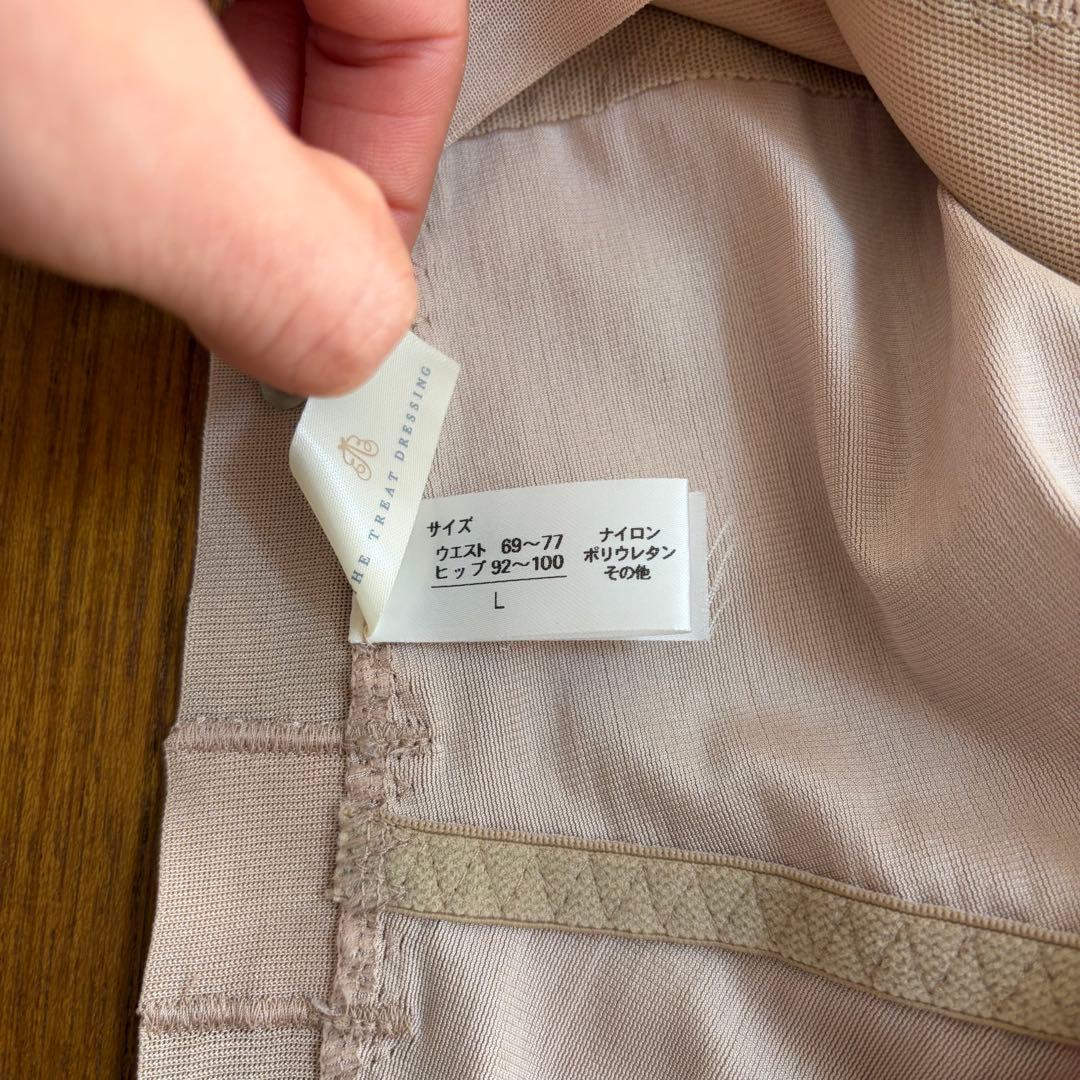 HE TREAT DRESSING
サイズ
ウエスト 69～77
ヒップ 92～100
L
ナイロン
ポリウレタン
その他